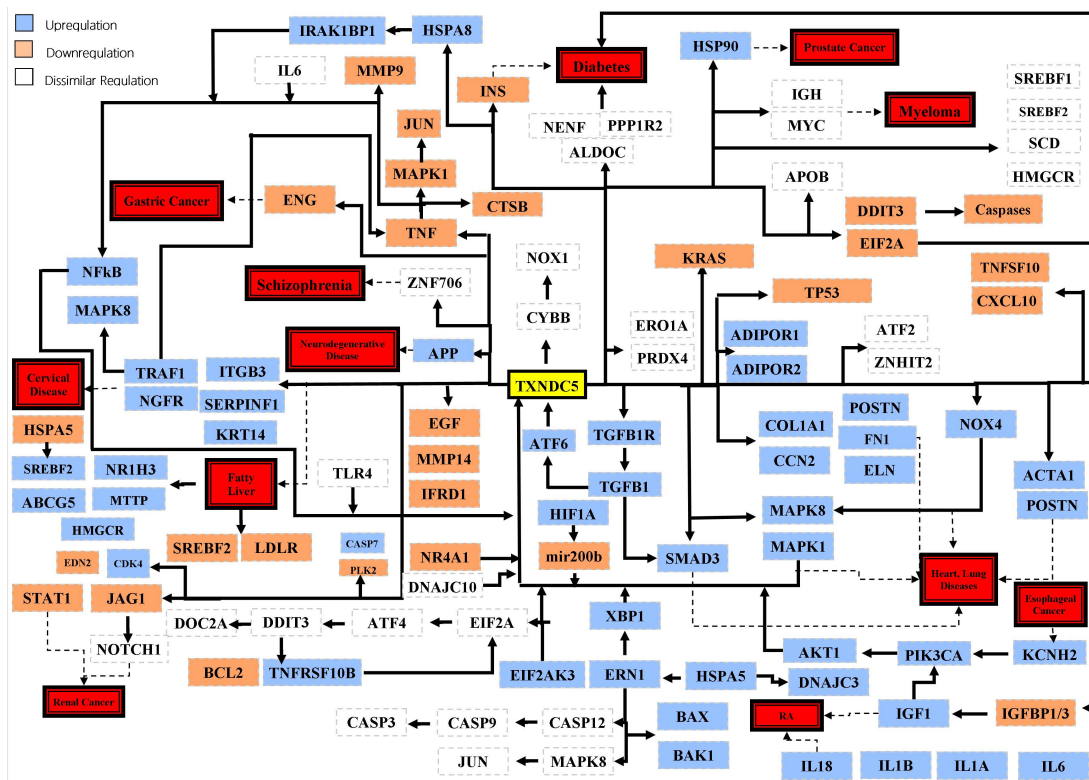 Upregulation
Downregulation
Dissimilar Regulation
IRAK1BP1
HSPA8
IL6
MMP9
INS
Diabetes
HSP90
Prostate Cancer
IGH
MYC
Myeloma
SREBF1
SREBF2
SCD
HMGCR
NENF
PPP1R2
ALDOC
JUN
MAPK1
APOB
Gastric Cancer
ENG
CTSB
TNF
DDIT3
Caspases
EIF2A
NFkB
MAPK8
Schizophrenia
ZNF706
NOX1
CYBB
KRAS
TP53
TNFSF10
CXCL10
ERO1A
PRDX4
ADIPOR1
ADIPOR2
ATF2
ZNHIT2
Neurodegenerative
Disease
APP
Cervical
Disease
TRAF1
NGFR
ITGB3
SERPINF1
KRT14
TXNDC5
EGF
MMP14
IFRD1
ATF6
TGFB1R
TGFB1
COL1A1
CCN2
POSTN
FN1
ELN
NOX4
ACTA1
POSTN
HSPA5
SREBF2
ABCG5
NR1H3
MTTP
HMGCR
Fatty
Liver
TLR4
SREBF2
LDLR
HIF1A
mir200b
SMAD3
MAPK8
MAPK1
Heart, Lung
Diseases
Esophageal
Cancer
EDN2
CDK4
CASP7
PLK2
NR4A1
DNAJC10
STAT1
JAG1
NOTCH1
DOC2A
DDIT3
ATF4
EIF2A
XBP1
BCL2
TNFRSF10B
EIF2AK3
ERN1
HSPA5
DNAJC3
AKT1
PIK3CA
KCNH2
Renal Cancer
CASP3
CASP9
CASP12
JUN
MAPK8
BAX
BAK1
RA
IGF1
IGFBP1/3
IL18
IL1B
IL1A
IL6